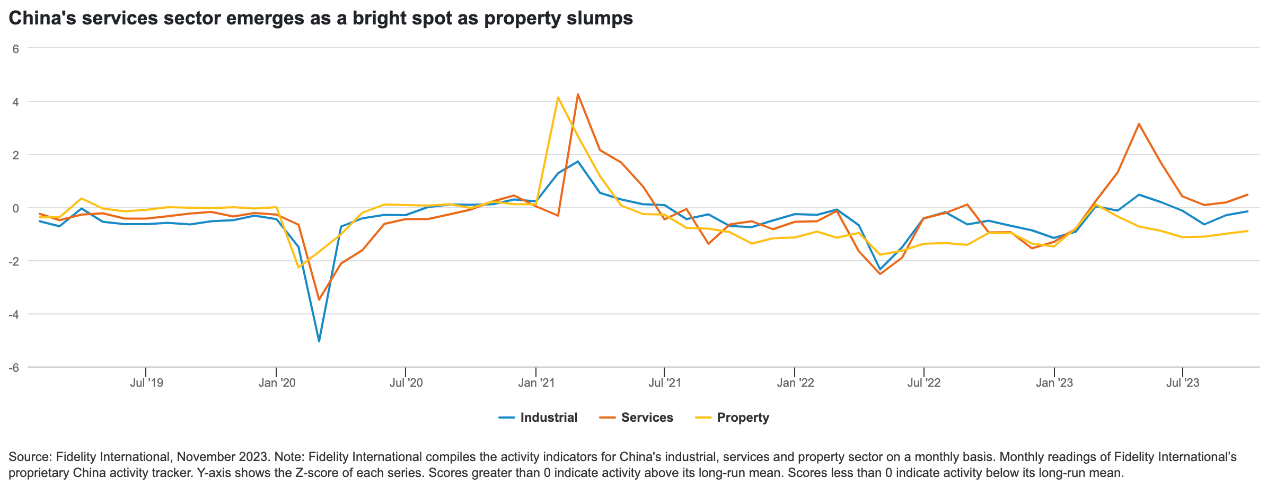 China's services sector emerges as a bright spot as property slumps
6
4
2
0
-2
-4
-6
Jul '19
Jan '20
Jul '20
Jan '21
Jul '21
Jan '22
Jul '22
Jan '23
Jul '23
Industrial
Services
Property
Source: Fidelity International, November 2023. Note: Fidelity International compiles the activity indicators for China's industrial, services and property sector on a monthly basis. Monthly readings of Fidelity International’s
proprietary China activity tracker. Y-axis shows the Z-score of each series. Scores greater than 0 indicate activity above its long-run mean. Scores less than 0 indicate activity below its long-run mean.